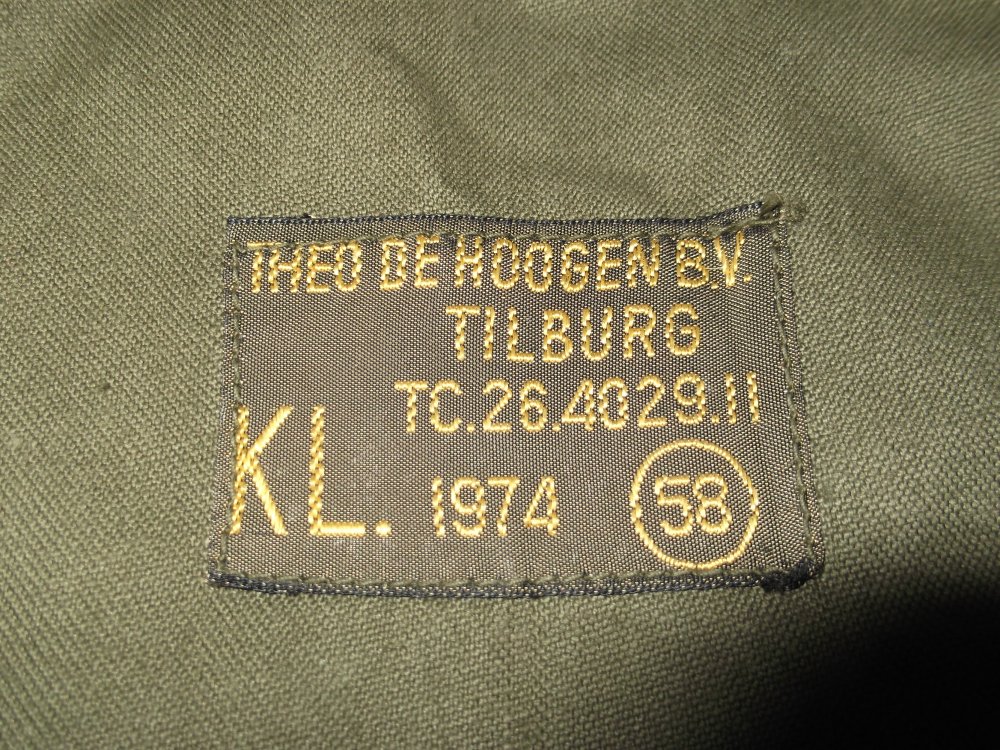 THEO DE HOOGEN B.V.
TILBURG
TC.26.4029.11
KL. 1974 58